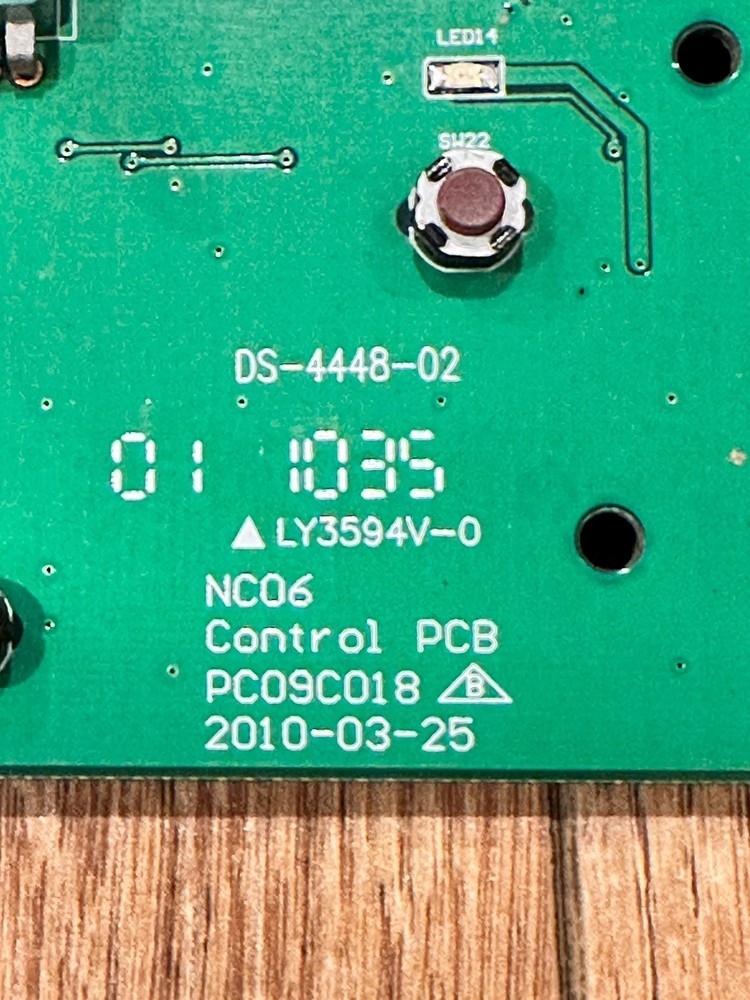 LED14
SW22
DS-4448-02
01 1035
LY3594V-0
NC06
Control PCB
PC09C018 B
2010-03-25